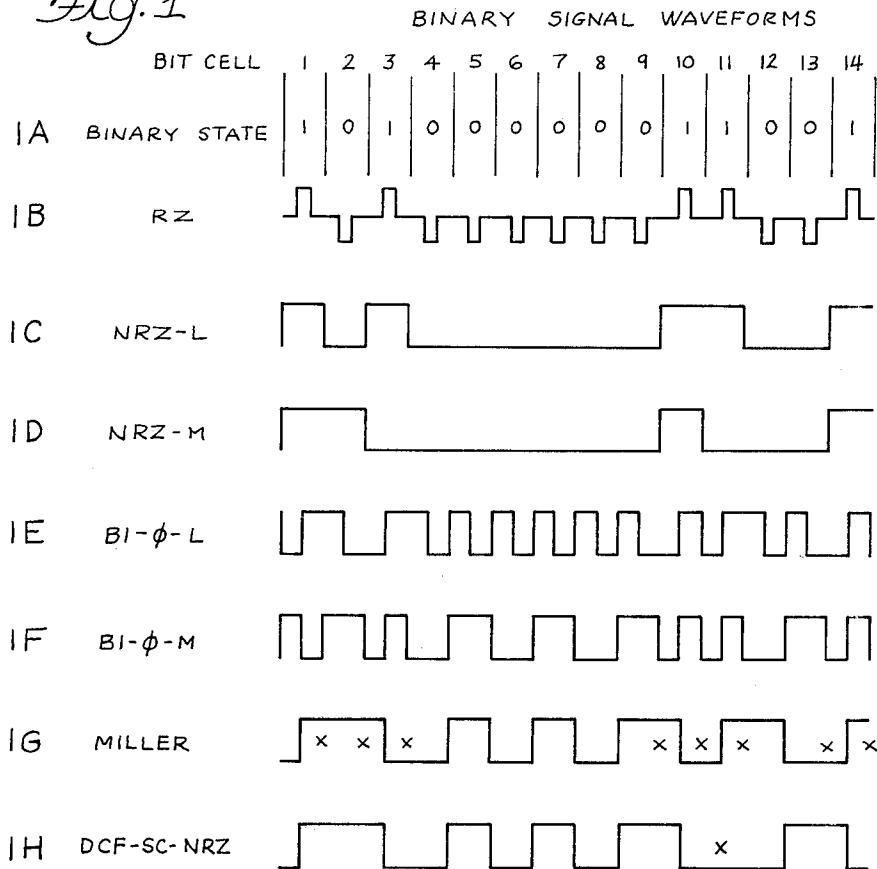 Fig. 1
BINARY SIGNAL WAVEFORMS
BIT CELL 1 2 3 4 5 6 7 8 9 10 11 12 13 14
1A BINARY STATE 1 0 1 0 0 0 0 0 0 1 1 0 0 1
1B RZ
1C NRZ-L
1D NRZ-M
1E BI-ϕ-L
1F BI-ϕ-M
1G MILLER x x x x x x x x
1H DCF-SC-NRZ x